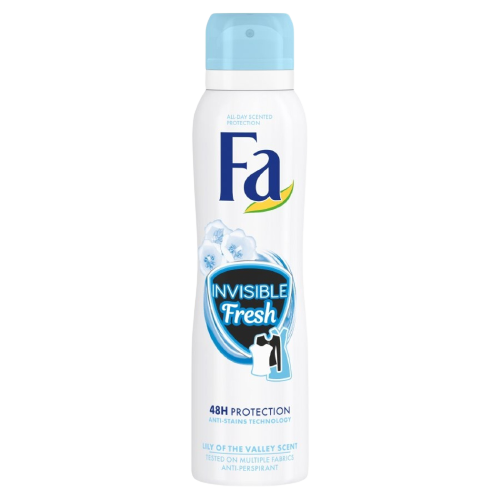 ALL DAY SCENTED
PROTECTION
Fa
INVISIBLE
Fresh
48H PROTECTION
ANTI-STAINS TECHNOLOGY
LILY OF THE VALLEY SCENT
TESTED ON MULTIPLE FABRICS
ANTI-PERSPIRANT